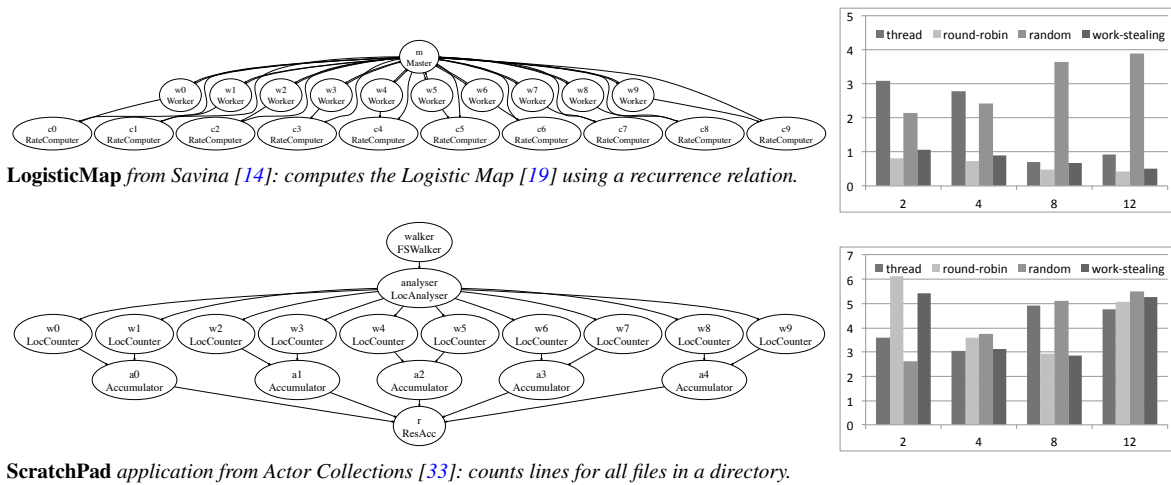 m
Master
w0 w1 w2 w3 w4 w5 w6 w7 w8 w9
Worker Worker Worker Worker Worker Worker Worker Worker Worker Worker
c0 c1 c2 c3 c4 c5 c6 c7 c8 c9
RateComputer RateComputer RateComputer RateComputer RateComputer RateComputer RateComputer RateComputer RateComputer RateComputer
LogisticMap from Savina [14]: computes the Logistic Map [19] using a recurrence relation.
5
thread round-robin random work-stealing
4
3
2
1
0
2 4 8 12
walker
FSWalker
analyser
LocAnalyser
w0 w1 w2 w3 w4 w5 w6 w7 w8 w9
LocCounter LocCounter LocCounter LocCounter LocCounter LocCounter LocCounter LocCounter LocCounter LocCounter
a0 a1 a2 a3 a4
Accumulator Accumulator Accumulator Accumulator Accumulator
r
ResAcc
ScratchPad application from Actor Collections [33]: counts lines for all files in a directory.
7
thread round-robin random work-stealing
6
5
4
3
2
1
0
2 4 8 12